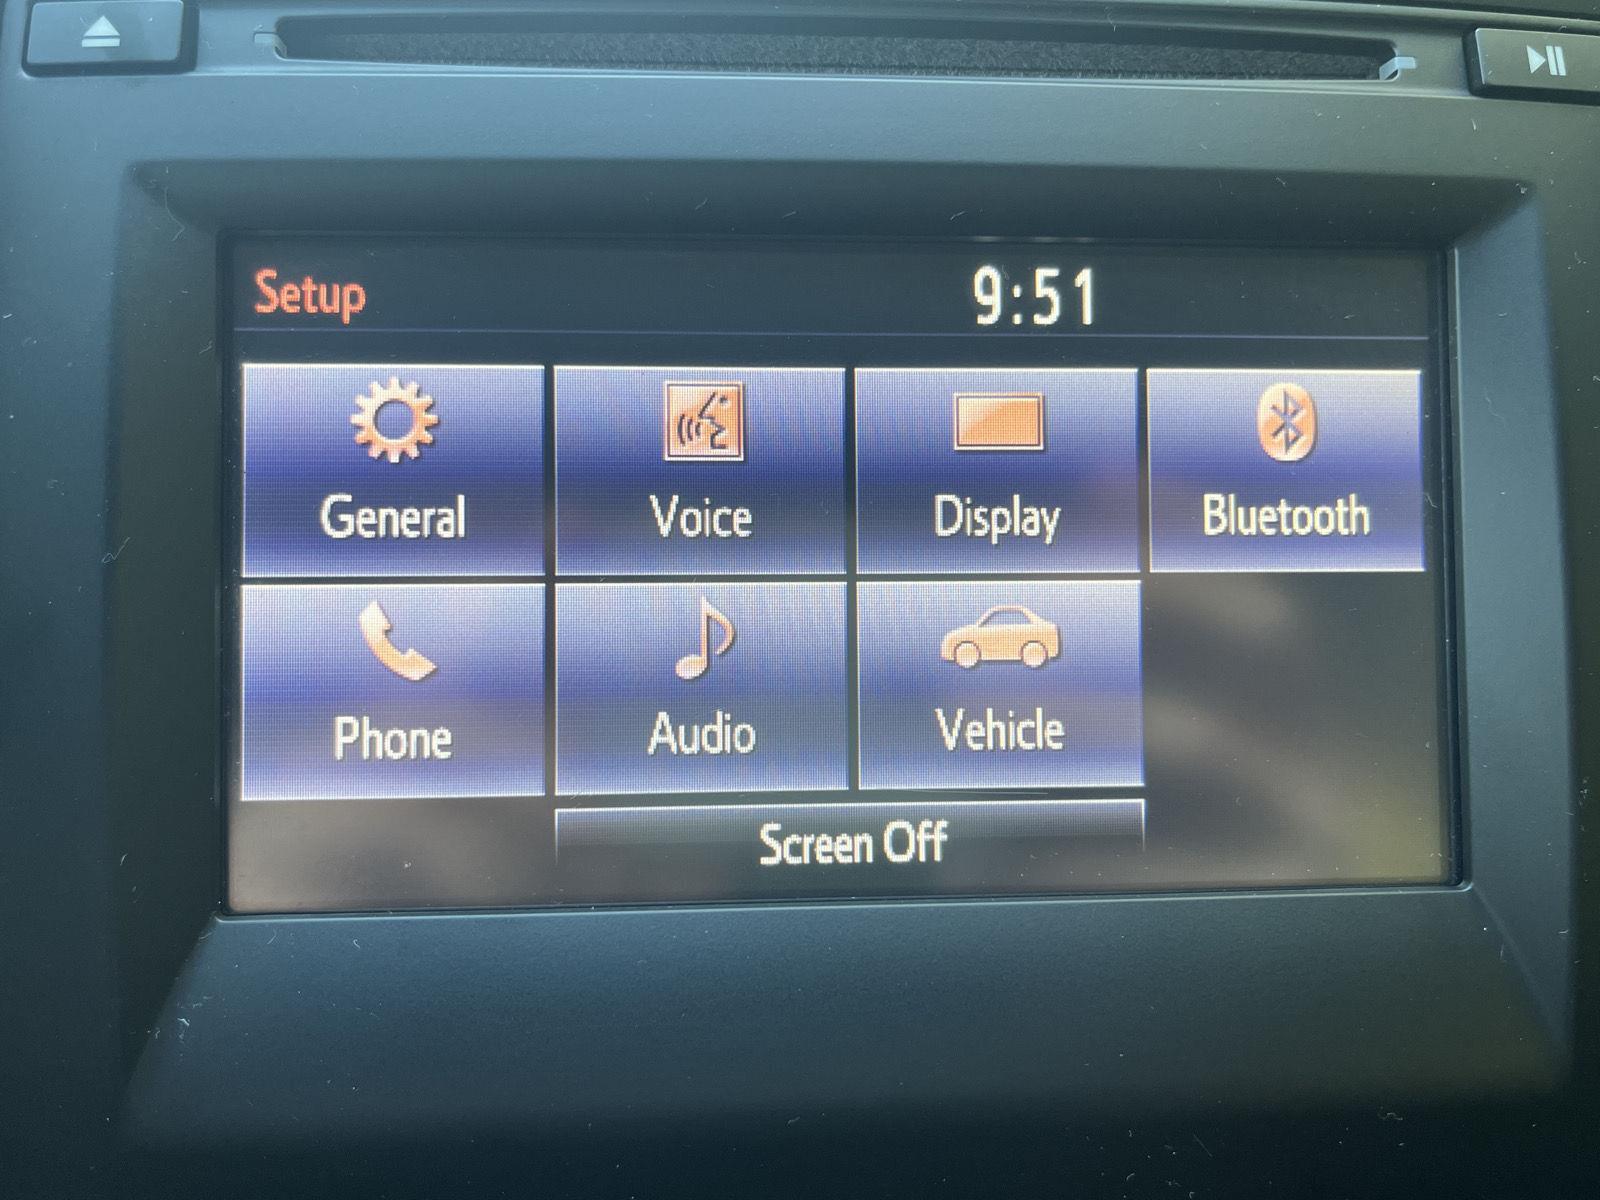 Setup
9:51
General
Voice
Display
Bluetooth
Phone
Audio
Vehicle
Screen Off